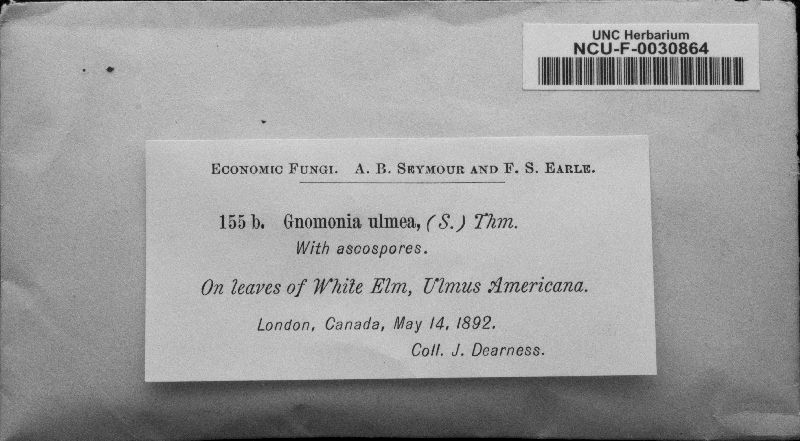 UNC Herbarium
NCU-F-0030864
ECONOMIC FUNGI. A. B. SEYMOUR AND F. S. EARLE.
155 b. Gnomonia ulmea, (S.) Thm.
With ascospores.
On leaves of White Elm, Ulmus Americana.
London, Canada, May 14, 1892.
Coll. J. Dearness.